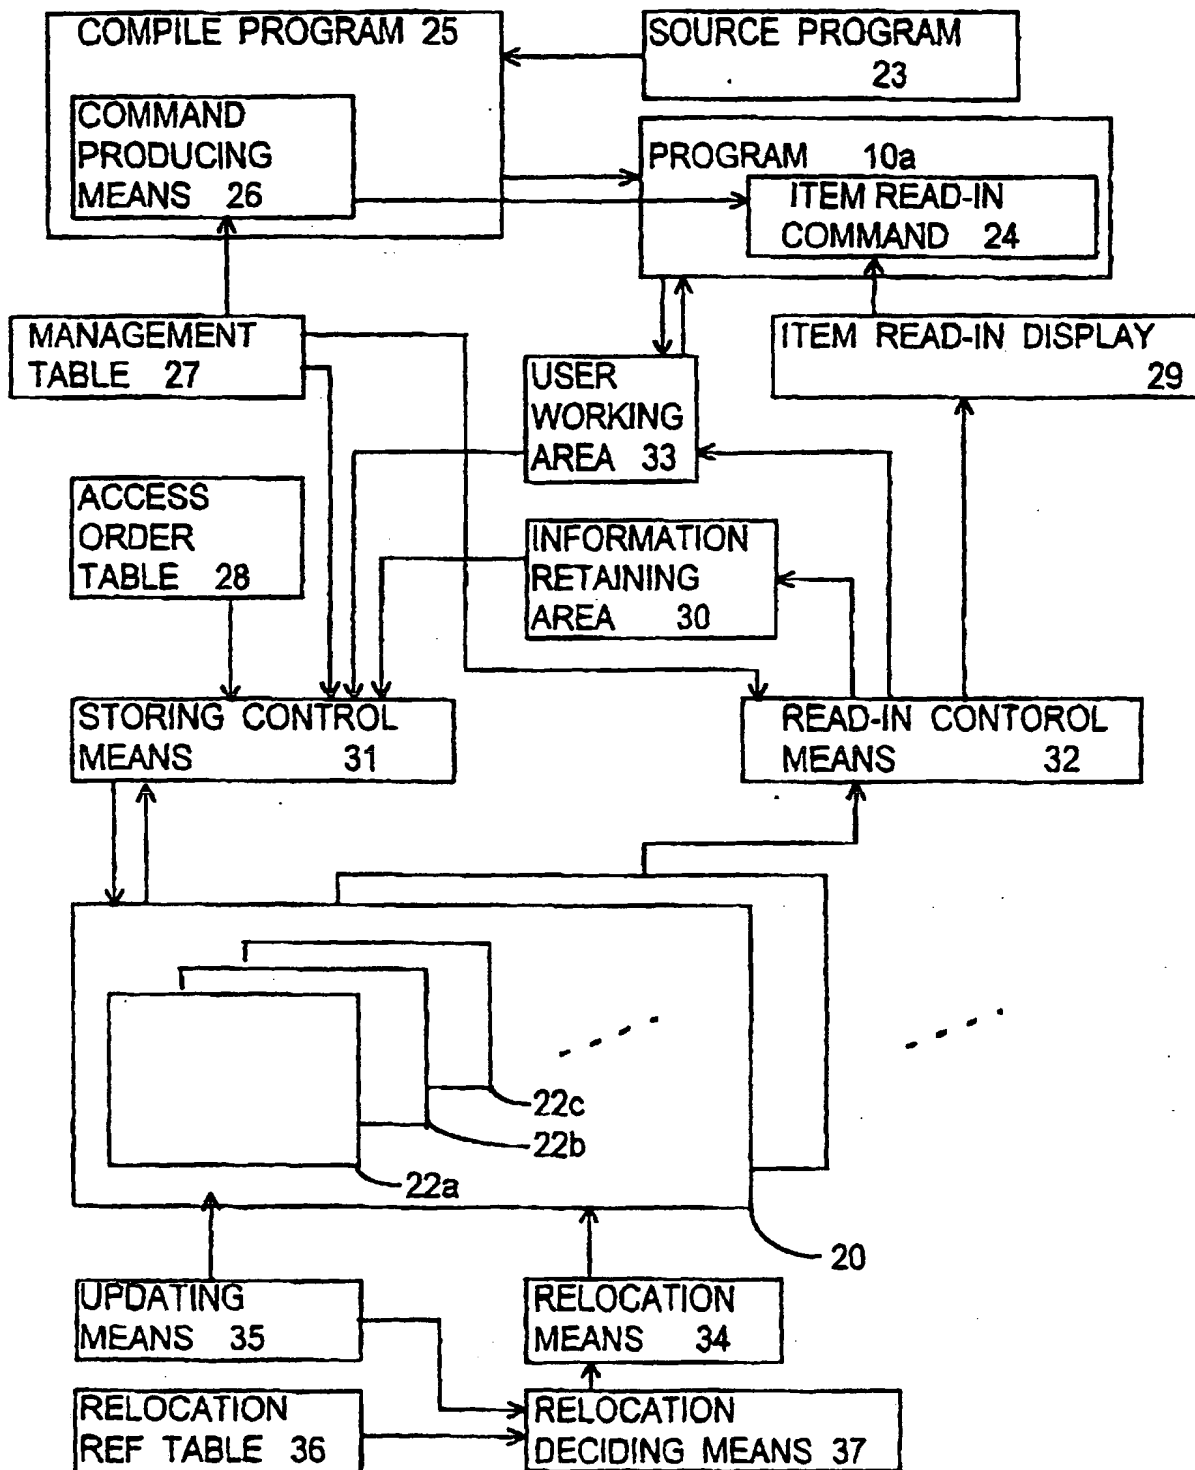 COMPILE PROGRAM 25
SOURCE PROGRAM
23
COMMAND
PRODUCING
MEANS 26
PROGRAM 10a
ITEM READ-IN
COMMAND 24
MANAGEMENT
TABLE 27
USER
WORKING
AREA 33
ITEM READ-IN DISPLAY
29
ACCESS
ORDER
TABLE 28
INFORMATION
RETAINING
AREA 30
STORING CONTROL
MEANS 31
READ-IN CONTOROL
MEANS 32
22c
22b
22a
20
UPDATING
MEANS 35
RELOCATION
MEANS 34
RELOCATION
REF TABLE 36
RELOCATION
DECIDING MEANS 37